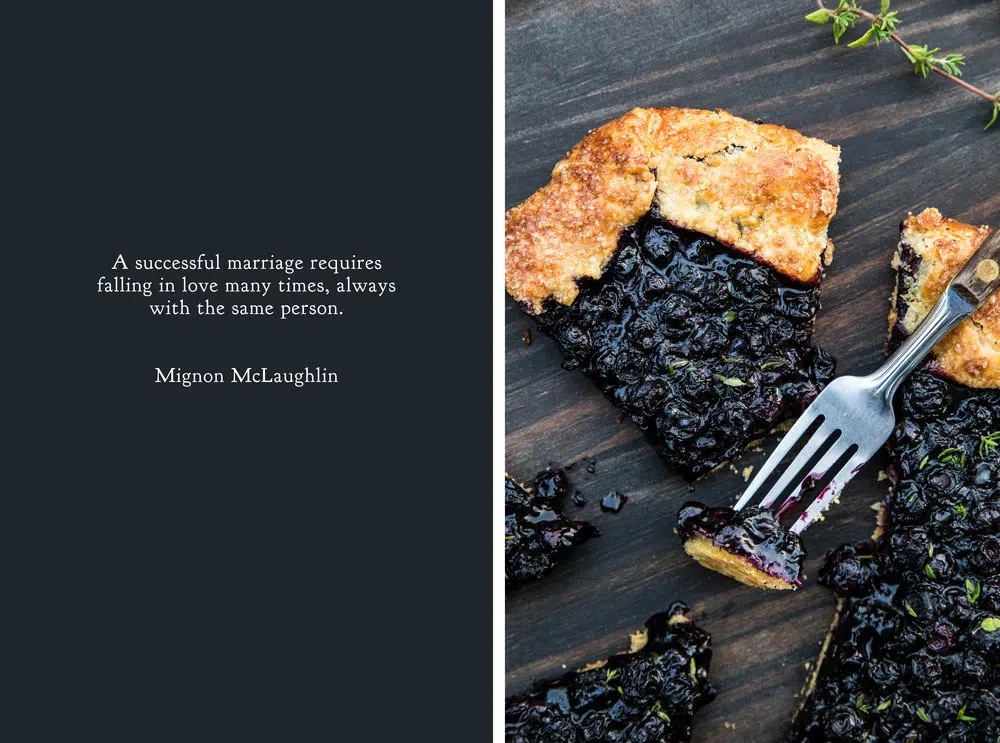 A successful marriage requires
falling in love many times, always
with the same person.
Mignon McLaughlin